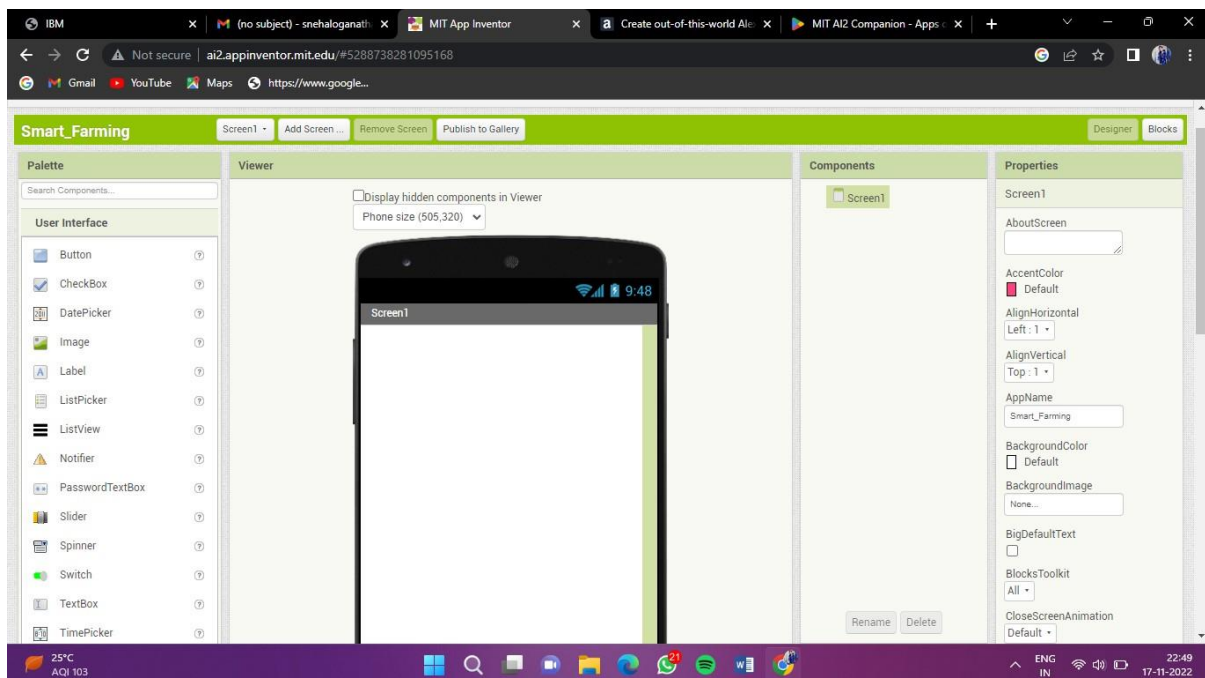 IBM
(no subject) - snehaloganath
MIT App Inventor
a Create out-of-this-world Ale
MIT AI2 Companion - Apps o
Not secure | ai2.appinventor.mit.edu/#5288738281095168
Gmail YouTube Maps https://www.google...
Smart_Farming Screen1 Add Screen ... Remove Screen Publish to Gallery Designer Blocks
Palette
Search Components...
User Interface
Button ?
CheckBox ?
DatePicker ?
Image ?
Label ?
ListPicker ?
ListView ?
Notifier ?
PasswordTextBox ?
Slider ?
Spinner ?
Switch ?
TextBox ?
TimePicker ?
Viewer
Display hidden components in Viewer
Phone size (505,320)
9:48
Screen1
Components
Screen1
Rename Delete
Properties
Screen1
AboutScreen
AccentColor
Default
AlignHorizontal
Left : 1
AlignVertical
Top : 1
AppName
Smart_Farming
BackgroundColor
Default
BackgroundImage
None...
BigDefaultText
BlocksToolkit
All
CloseScreenAnimation
Default
25°C
AQI 103
21
ENG
IN
22:49
17-11-2022